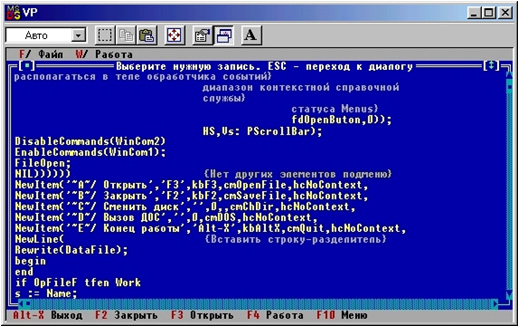 VP
Авто
A
F/ Файл W/ Работа
Выберите нужную запись. ESC - переход к диалогу
располагаться в теле обработчика событий}
диапазон контекстной справочной
службы}
статуса Menus}
fdOpenButon,0));
HS,Vs: PScrollBar);
DisableCommands(WinCom2)
EnableCommands(WinCom1);
FileOpen;
NIL)))))) {Нет других элементов подменю}
NewItem('~A~/ Открыть','F3',kbF3,cmOpenFile,hcNoContext,
NewItem('~B~/ Закрыть','F2',kbF2,cmSaveFile,hcNoContext,
NewItem('~C~/ Сменить диск','',0,,cmChDir,hcNoContext,
NewItem('~D~/ Вызов ДОС','',0,cmDOS,hcNoContext,
NewItem('~E~/ Конец работы','Alt-X',kbAltX,cmQuit,hcNoContext,
NewLine( {Вставить строку-разделитель}
Rewrite(DataFile);
begin
end
if OpFileF tfen Work
s := Name;
Alt-X Выход F2 Закрыть F3 Открыть F4 Работа F10 Меню